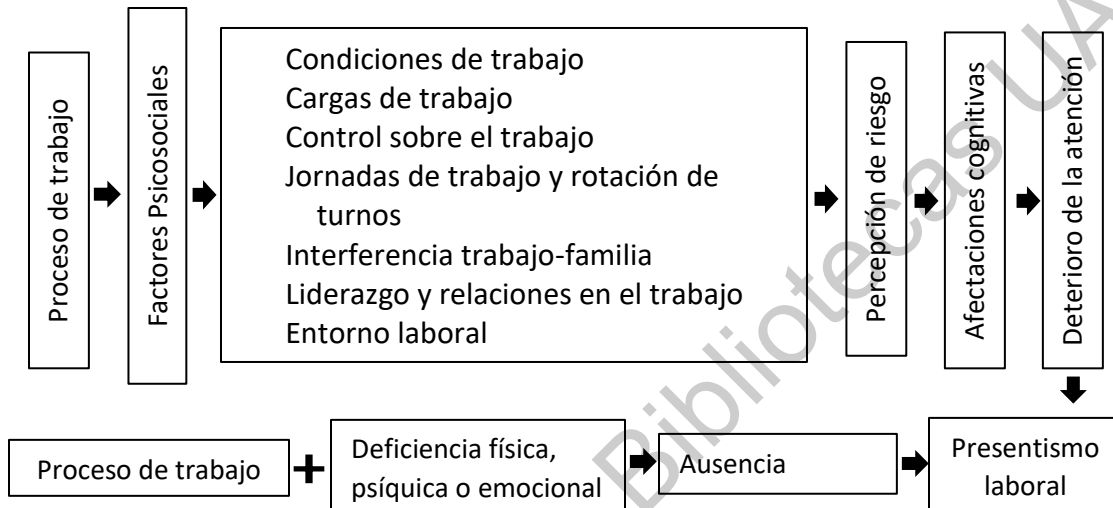 Proceso de trabajo
Factores Psicosociales
Condiciones de trabajo
Cargas de trabajo
Control sobre el trabajo
Jornadas de trabajo y rotación de
turnos
Interferencia trabajo-familia
Liderazgo y relaciones en el trabajo
Entorno laboral
Percepción de riesgo
Afectaciones cognitivas
Deterioro de la atención
Proceso de trabajo
+
Deficiencia física,
psíquica o emocional
Ausencia
Presentismo
laboral
Bibliotecas UA